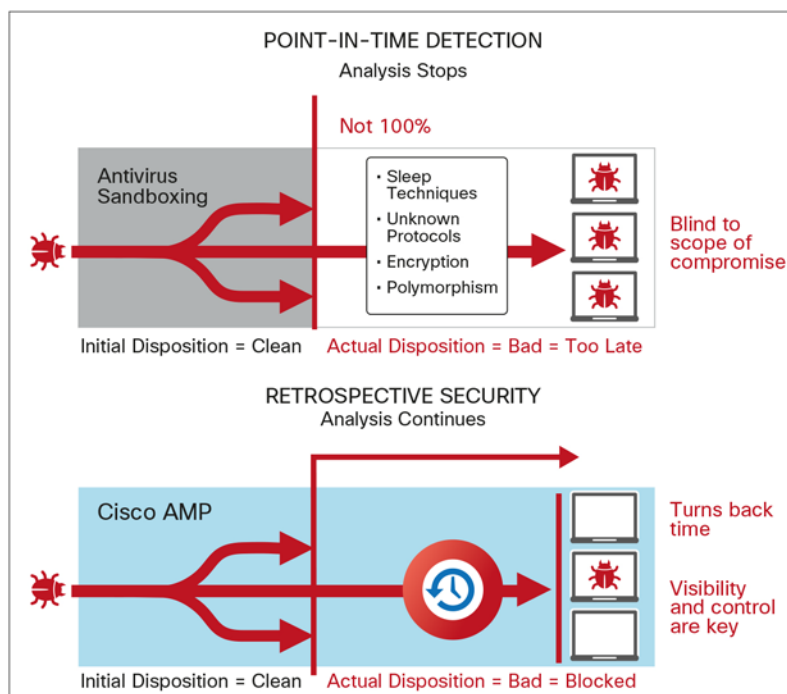 POINT-IN-TIME DETECTION
Analysis Stops
Not 100%
Antivirus
Sandboxing
· Sleep
Techniques
· Unknown
Protocols
· Encryption
· Polymorphism
Blind to
scope of
compromise
Initial Disposition = Clean
Actual Disposition = Bad = Too Late
RETROSPECTIVE SECURITY
Analysis Continues
Cisco AMP
Turns back
time
Visibility
and control
are key
Initial Disposition = Clean
Actual Disposition = Bad = Blocked